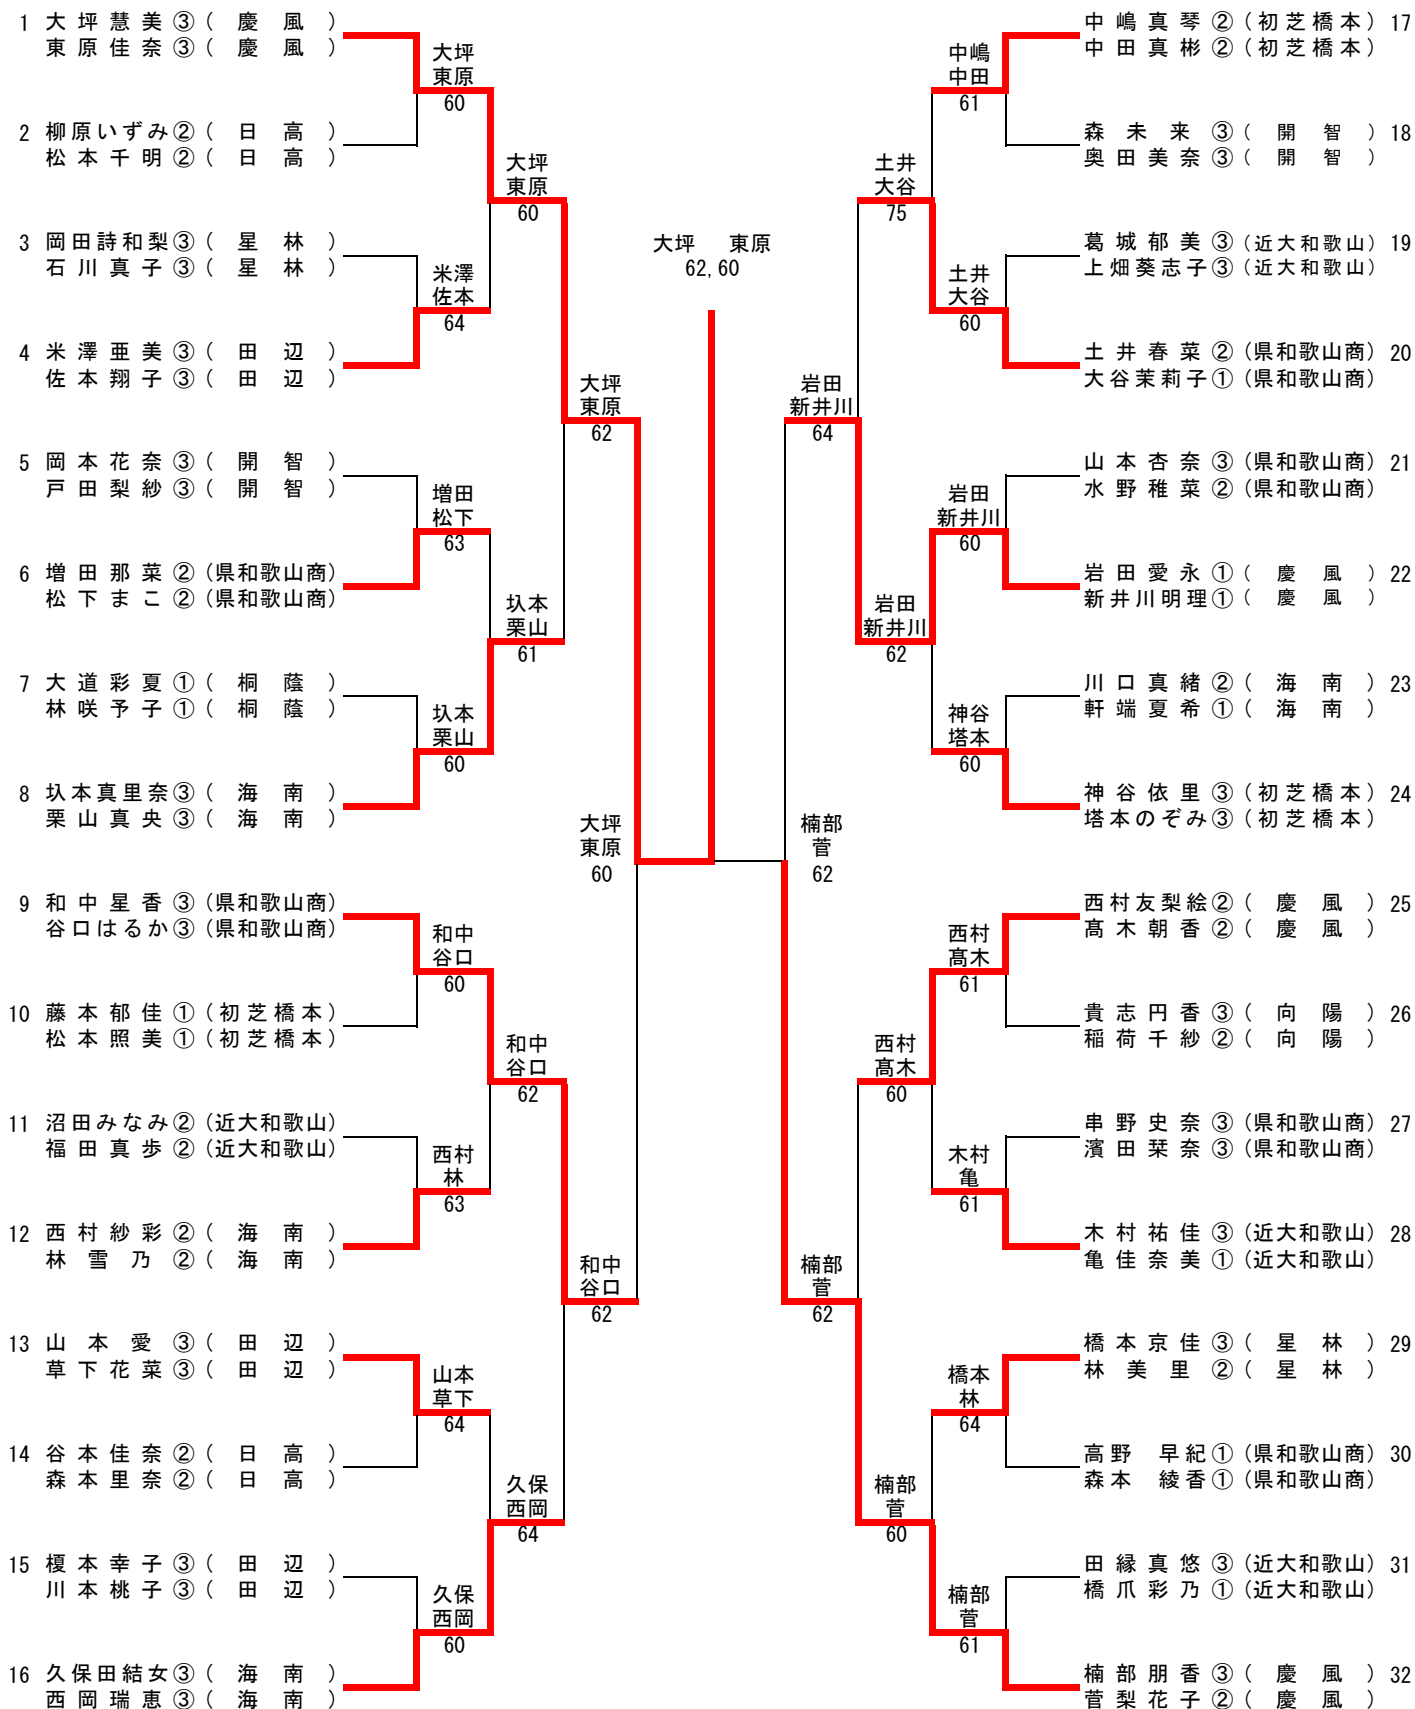 1 大坪慧美③(慶風)
東原佳奈③(慶風)
2 柳原いずみ②(日高)
松本千明②(日高)
3 岡田詩和梨③(星林)
石川真子③(星林)
4 米澤亜美③(田辺)
佐本翔子③(田辺)
5 岡本花奈③(開智)
戸田梨紗③(開智)
6 増田那菜②(県和歌山商)
松下まこ②(県和歌山商)
7 大道彩夏①(桐蔭)
林咲予子①(桐蔭)
8 圦本真里奈③(海南)
栗山真央③(海南)
9 和中星香③(県和歌山商)
谷口はるか③(県和歌山商)
10 藤本郁佳①(初芝橋本)
松本照美①(初芝橋本)
11 沼田みなみ②(近大和歌山)
福田真歩②(近大和歌山)
12 西村紗彩②(海南)
林雪乃②(海南)
13 山本愛③(田辺)
草下花菜③(田辺)
14 谷本佳奈②(日高)
森本里奈②(日高)
15 榎本幸子③(田辺)
川本桃子③(田辺)
16 久保田結女③(海南)
西岡瑞恵③(海南)
大坪
東原
60
米澤
佐本
64
増田
松下
63
圦本
栗山
60
和中
谷口
60
西村
林
63
山本
草下
64
久保
西岡
60
大坪
東原
60
圦本
栗山
61
和中
谷口
62
久保
西岡
64
大坪
東原
62
和中
谷口
62
大坪
東原
60
大坪 東原
62,60
楠部
菅
62
岩田
新井川
64
楠部
菅
62
土井
大谷
75
岩田
新井川
62
西村
髙木
60
楠部
菅
60
中嶋
中田
61
土井
大谷
60
岩田
新井川
60
神谷
塔本
60
西村
髙木
61
木村
亀
61
橋本
林
64
楠部
菅
61
中嶋真琴②(初芝橋本) 17
中田真彬②(初芝橋本)
森未来③(開智) 18
奥田美奈③(開智)
葛城郁美③(近大和歌山) 19
上畑葵志子③(近大和歌山)
土井春菜②(県和歌山商) 20
大谷茉莉子①(県和歌山商)
山本杏奈③(県和歌山商) 21
水野稚菜②(県和歌山商)
岩田愛永①(慶風) 22
新井川明理①(慶風)
川口真緒②(海南) 23
軒端夏希①(海南)
神谷依里③(初芝橋本) 24
塔本のぞみ③(初芝橋本)
西村友梨絵②(慶風) 25
髙木朝香②(慶風)
貴志円香③(向陽) 26
稲荷千紗②(向陽)
串野史奈③(県和歌山商) 27
濱田栞奈③(県和歌山商)
木村祐佳③(近大和歌山) 28
亀佳奈美①(近大和歌山)
橋本京佳③(星林) 29
林美里②(星林)
高野 早紀①(県和歌山商) 30
森本 綾香①(県和歌山商)
田縁真悠③(近大和歌山) 31
橋爪彩乃①(近大和歌山)
楠部朋香③(慶風) 32
菅梨花子②(慶風)